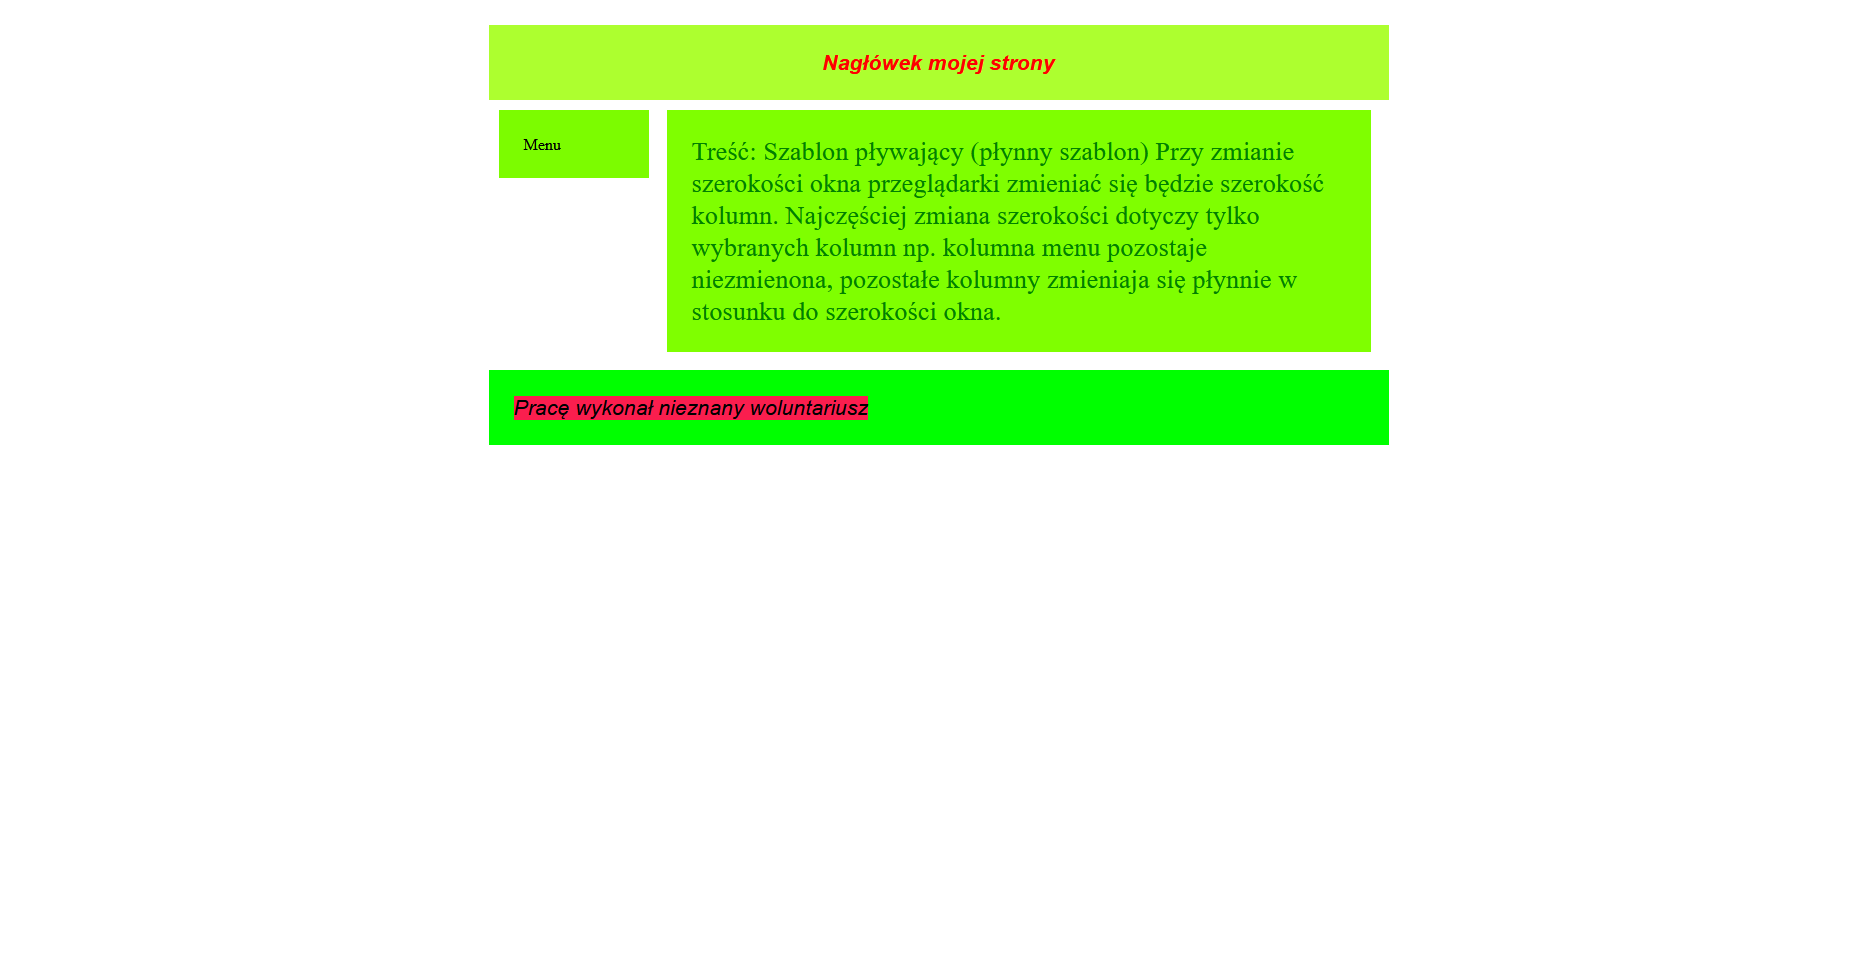 Nagłówek mojej strony
Menu
Treść: Szablon pływający (płynny szablon) Przy zmianie
szerokości okna przeglądarki zmieniać się będzie szerokość
kolumn. Najczęściej zmiana szerokości dotyczy tylko
wybranych kolumn np. kolumna menu pozostaje
niezmienona, pozostałe kolumny zmieniaja się płynnie w
stosunku do szerokości okna.
Pracę wykonał nieznany woluntariusz